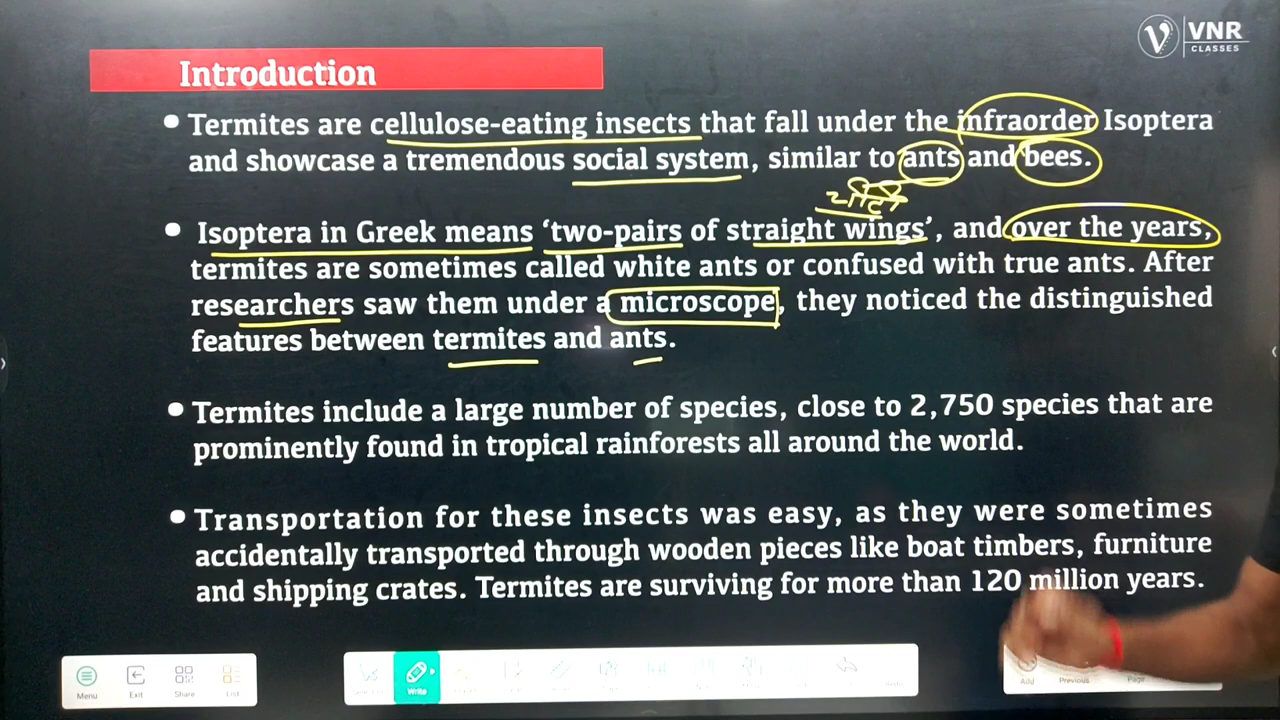 VNR
CLASSES
Introduction
• Termites are cellulose-eating insects that fall under the infraorder Isoptera
and showcase a tremendous social system, similar to ants and bees.
• Isoptera in Greek means ‘two-pairs of straight wings’, and over the years,
termites are sometimes called white ants or confused with true ants. After
researchers saw them under a microscope, they noticed the distinguished
features between termites and ants.
• Termites include a large number of species, close to 2,750 species that are
prominently found in tropical rainforests all around the world.
• Transportation for these insects was easy, as they were sometimes
accidentally transported through wooden pieces like boat timbers, furniture
and shipping crates. Termites are surviving for more than 120 million years.
Menu Exit Share List Write Add Previous Page